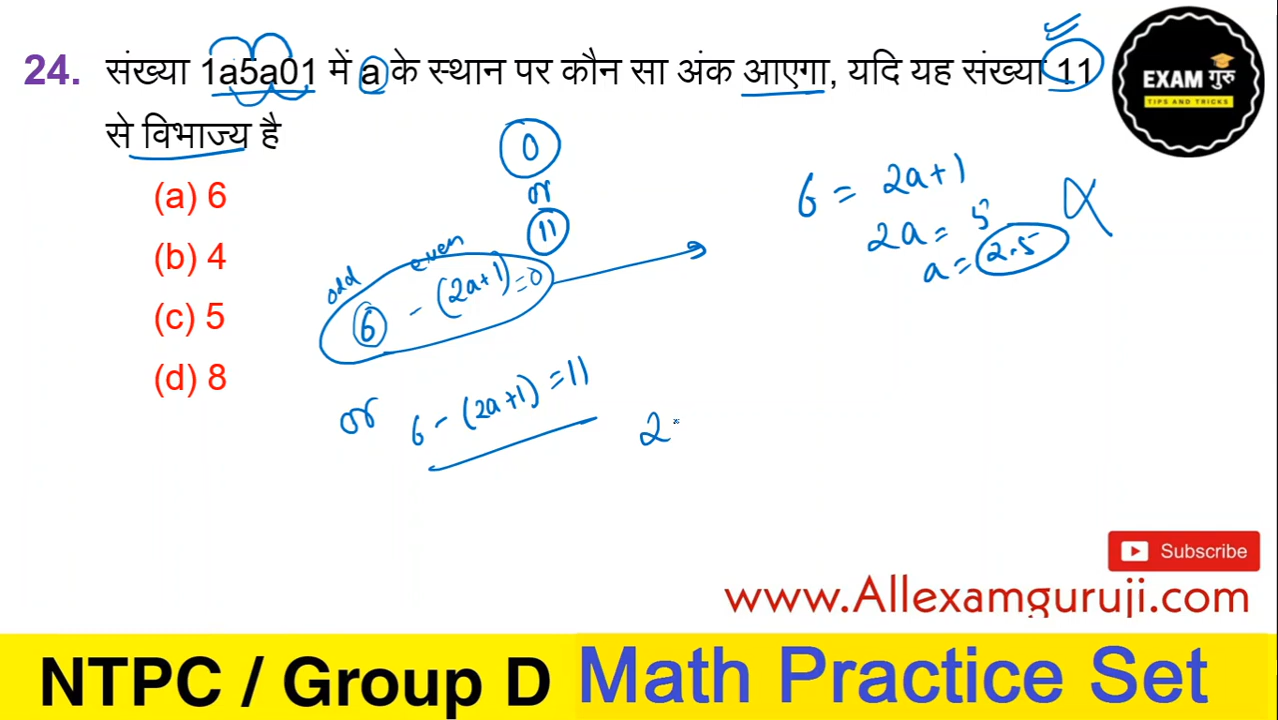 24. संख्या 1a5a01 में a के स्थान पर कौन सा अंक आएगा, यदि यह संख्या 11
से विभाज्य है
EXAM गुरु
TIPS AND TRICKS
(a) 6
(b) 4
(c) 5
(d) 8
0
or
11
odd even
6 - (2a+1) = 0
or 6 - (2a+1) = 11
2
6 = 2a+1
2a = 5
a = 2.5
Subscribe
www.Allexamguruji.com
NTPC / Group D Math Practice Set